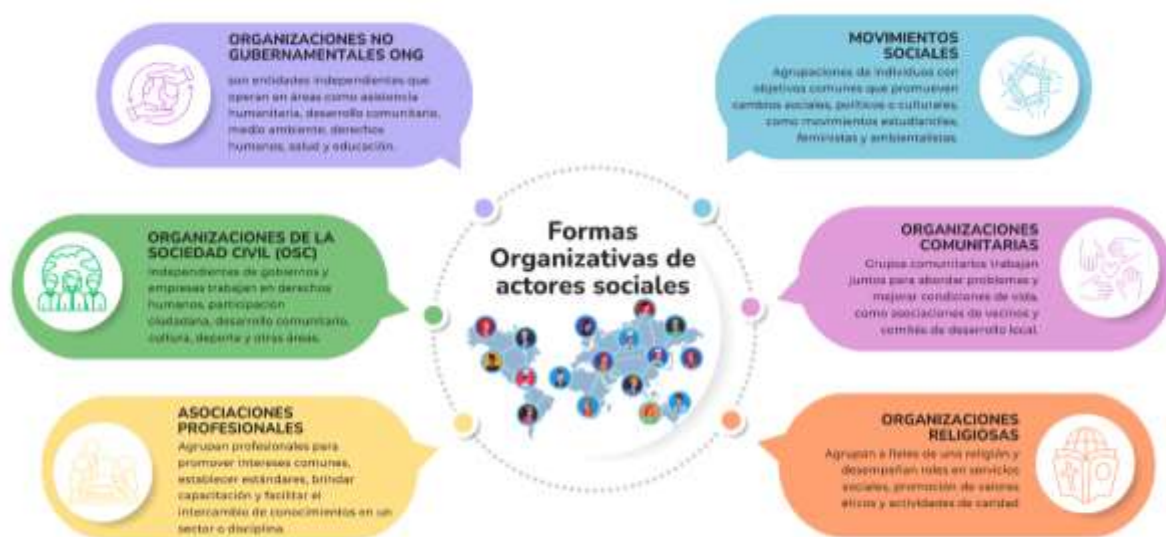 ORGANIZACIONES NO
GUBERNAMENTALES ONG
son entidades independientes que
operan en áreas como asistencia
humanitaria, desarrollo comunitario,
medio ambiente, derechos
humanos, salud y educación.
ORGANIZACIONES DE LA
SOCIEDAD CIVIL (OSC)
Independientes de gobiernos y
empresas trabajan en derechos
humanos, participación
ciudadana, desarrollo comunitario,
cultura, deporte y otras áreas.
ASOCIACIONES
PROFESIONALES
Agrupan profesionales para
promover intereses comunes,
establecer estándares, brindar
capacitación y facilitar el
intercambio de conocimientos en un
sector o disciplina.
Formas
Organizativas de
actores sociales
MOVIMIENTOS
SOCIALES
Agrupaciones de individuos con
objetivos comunes que promueven
cambios sociales, políticos o culturales,
como movimientos estudiantiles,
feministas y ambientalistas.
ORGANIZACIONES
COMUNITARIAS
Grupos comunitarios trabajan
juntos para abordar problemas y
mejorar condiciones de vida,
como asociaciones de vecinos y
comités de desarrollo local.
ORGANIZACIONES
RELIGIOSAS
Agrupan a fieles de una religión y
desempeñan roles en servicios
sociales, promoción de valores
éticos y actividades de caridad